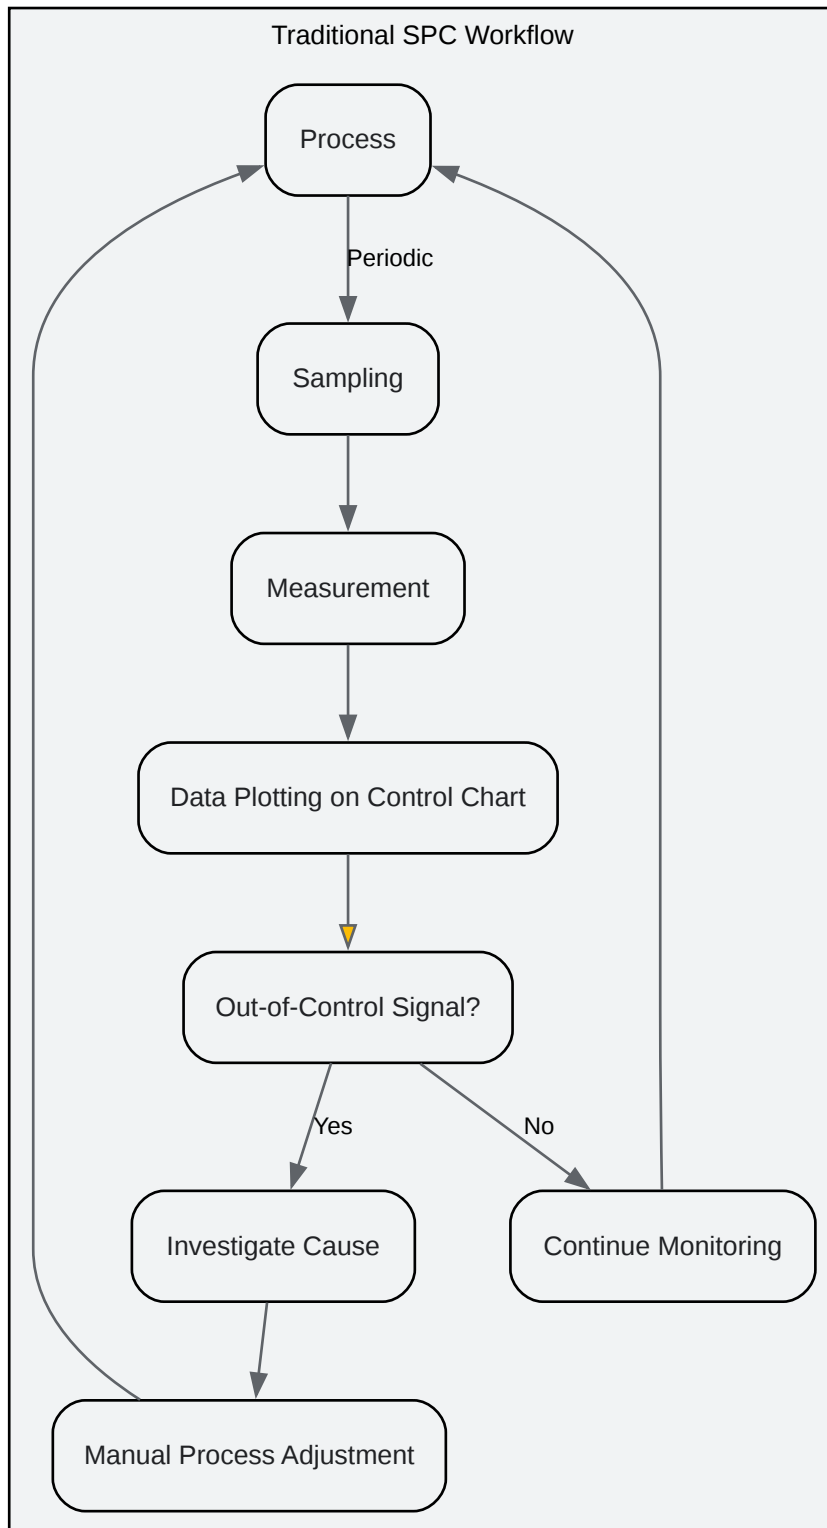 Traditional SPC Workflow
Process
Periodic
Sampling
Measurement
Data Plotting on Control Chart
Out-of-Control Signal?
Yes
No
Investigate Cause
Continue Monitoring
Manual Process Adjustment